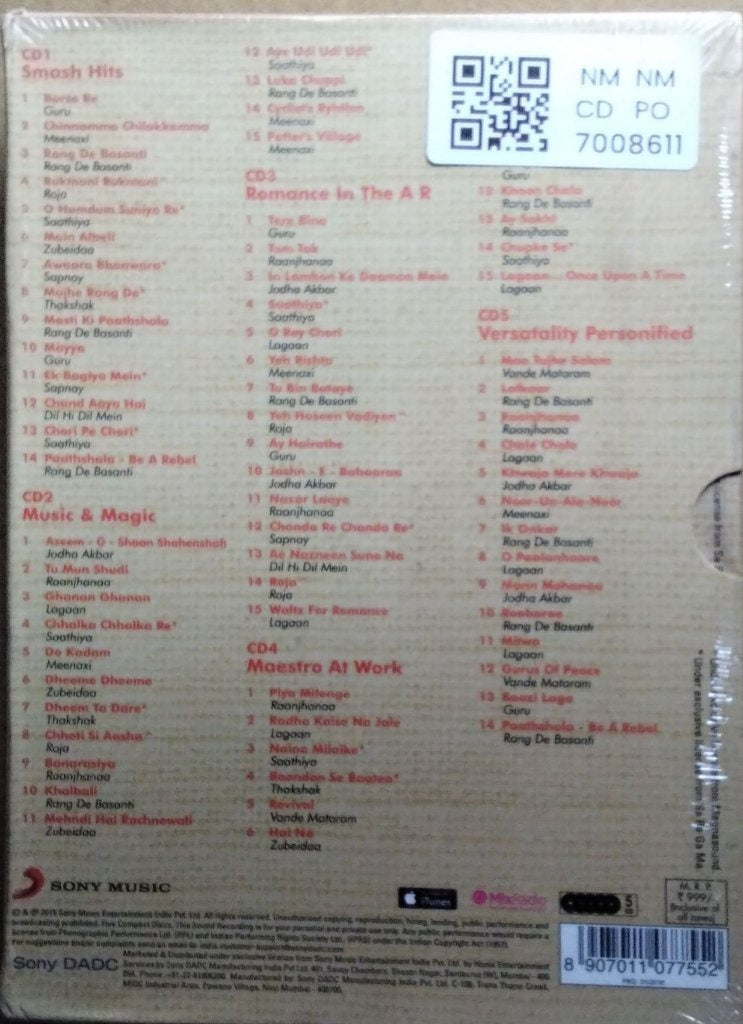 CD1
Smash Hits
1 Barso Re
Guru
2 Chinnamma Chilakkamma
Meenaxi
3 Rang De Basanti
Rang De Basanti
4 Rukmani Rukmani^
Roja
5 O Humdum Suniyo Re*
Saathiya
6 Main Albeli
Zubeidaa
7 Awaara Bhanware*
Sapnay
8 Mujhe Rang De*
Thakshak
9 Masti Ki Paathshala
Rang De Basanti
10 Mayya
Guru
11 Ek Bagiya Mein*
Sapnay
12 Chand Aaya Hai
Dil Hi Dil Mein
13 Chori Pe Chori*
Saathiya
14 Paathshala - Be A Rebel
Rang De Basanti
CD2
Music & Magic
1 Azeem - O - Shaan Shahenshah
Jodha Akbar
2 Tu Mun Shudi
Raanjhanaa
3 Ghanan Ghanan
Lagaan
4 Chhalka Chhalka Re*
Saathiya
5 Do Kadam
Meenaxi
6 Dheeme Dheeme
Zubeidaa
7 Dheem Ta Dare*
Thakshak
8 Chhoti Si Aasha^
Roja
9 Banarasiya
Raanjhanaa
10 Khalbali
Rang De Basanti
11 Mehndi Hai Rachnewali
Zubeidaa
12 Aye Udi Udi Udi*
Saathiya
13 Luka Chuppi
Rang De Basanti
14 Cyclist's Rhythm
Meenaxi
15 Potter's Village
Meenaxi
CD3
Romance In The A R
1 Tere Bina
Guru
2 Tum Tak
Raanjhanaa
3 In Lamhon Ke Daaman Mein
Jodha Akbar
4 Saathiya*
Saathiya
5 O Rey Chori
Lagaan
6 Yeh Rishta
Meenaxi
7 Tu Bin Bataye
Rang De Basanti
8 Yeh Haseen Vadiyan^
Roja
9 Ay Hairathe
Guru
10 Jashn - E - Bahaaraa
Jodha Akbar
11 Nazar Laaye
Raanjhanaa
12 Chanda Re Chanda Re*
Sapnay
13 Ae Nazneen Suno Na
Dil Hi Dil Mein
14 Roja
Roja
15 Waltz For Romance
Lagaan
CD4
Maestro At Work
1 Piya Milenge
Raanjhanaa
2 Radha Kaise Na Jale
Lagaan
3 Naina Milaike*
Saathiya
4 Boondon Se Baatein*
Thakshak
5 Revival
Vande Mataram
6 Hai Na
Zubeidaa
NM NM
CD PO
7008611
Guru
12 Khoon Chala
Rang De Basanti
13 Ay Sakhi
Raanjhanaa
14 Chupke Se*
Saathiya
15 Lagaan... Once Upon A Time
Lagaan
CD5
Versatality Personified
1 Maa Tujhe Salaam
Vande Mataram
2 Lalkaar
Rang De Basanti
3 Raanjhanaa
Raanjhanaa
4 Chale Chalo
Lagaan
5 Khwaja Mere Khwaja
Jodha Akbar
6 Noor-Un-Ala-Noor
Meenaxi
7 Ik Onkar
Rang De Basanti
8 O Paalanhaare
Lagaan
9 Mann Mohanaa
Jodha Akbar
10 Roobaroo
Rang De Basanti
11 Mitwa
Lagaan
12 Gurus Of Peace
Vande Mataram
13 Baazi Laga
Guru
14 Paathshala - Be A Rebel
Rang De Basanti
* Under exclusive from Sa Re Ga Ma
from Magnasound
SONY MUSIC
iTunes
MixRadio
5
M.R.P.
₹ 999/-
(Inclusive of
all taxes)
8 907011 077552
Sony DADC